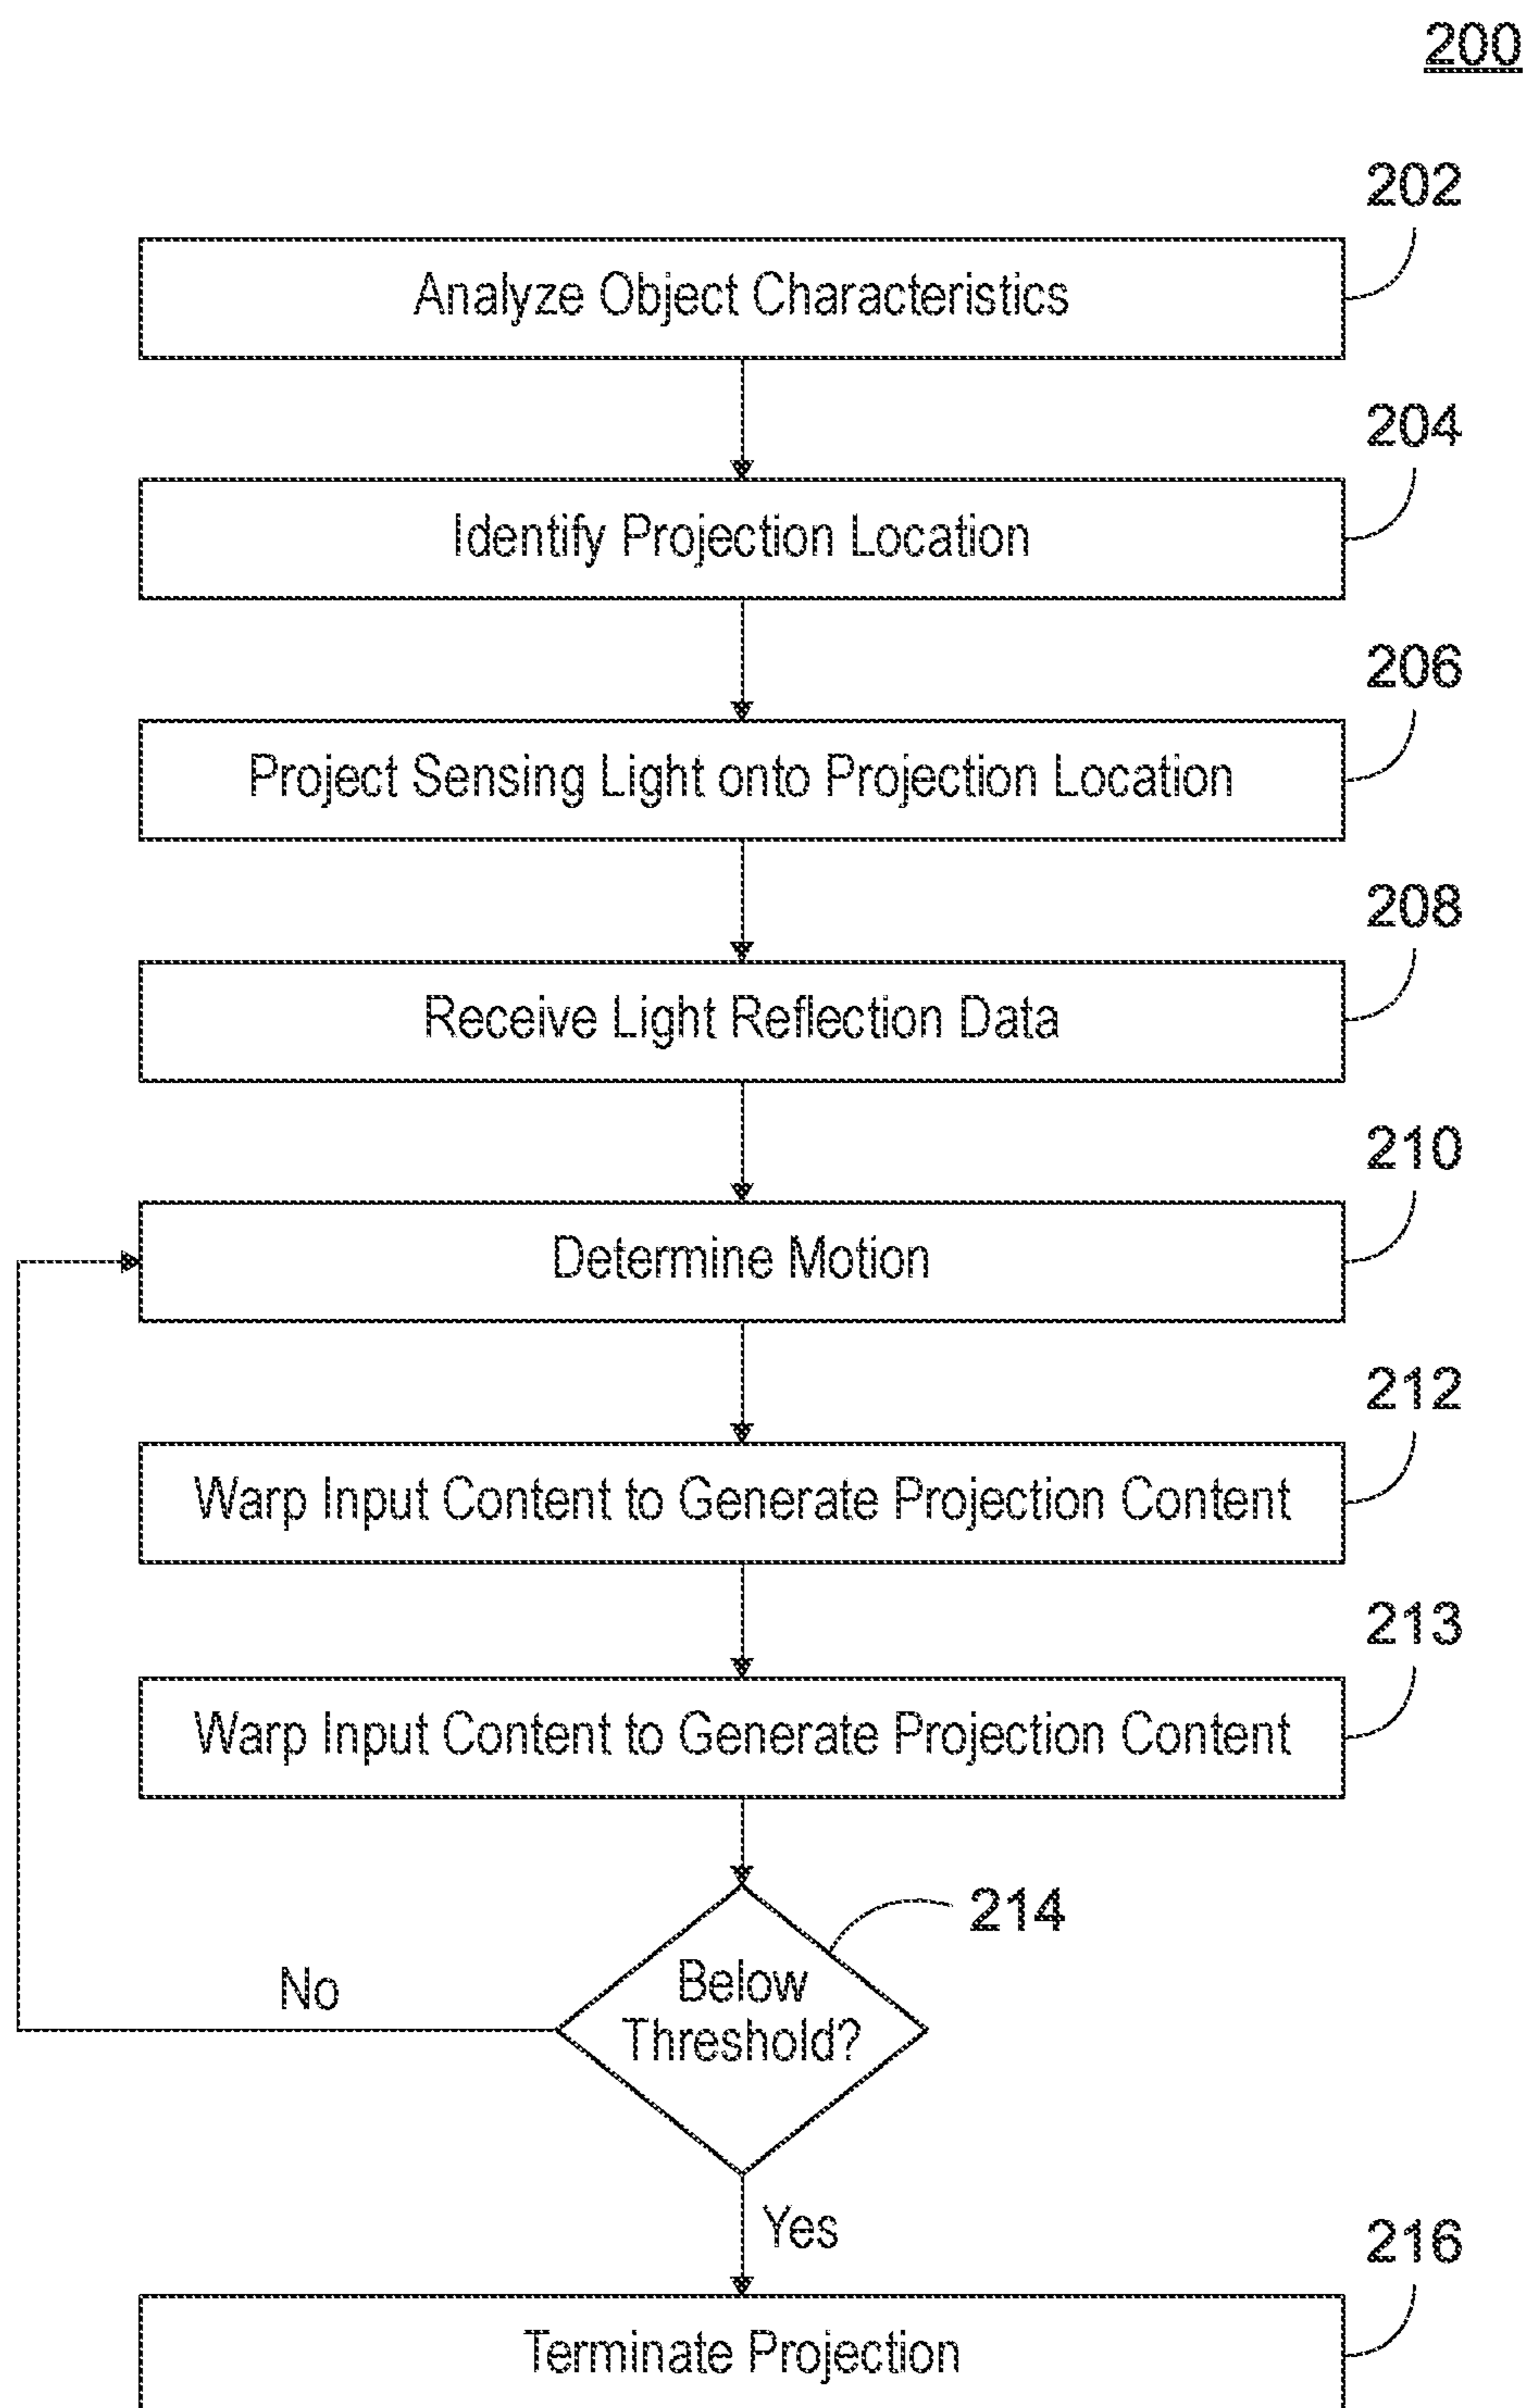 200
202
Analyze Object Characteristics
204
Identify Projection Location
206
Project Sensing Light onto Projection Location
208
Receive Light Reflection Data
210
Determine Motion
212
Warp Input Content to Generate Projection Content
213
Warp Input Content to Generate Projection Content
214
Below
Threshold?
No
Yes
216
Terminate Projection